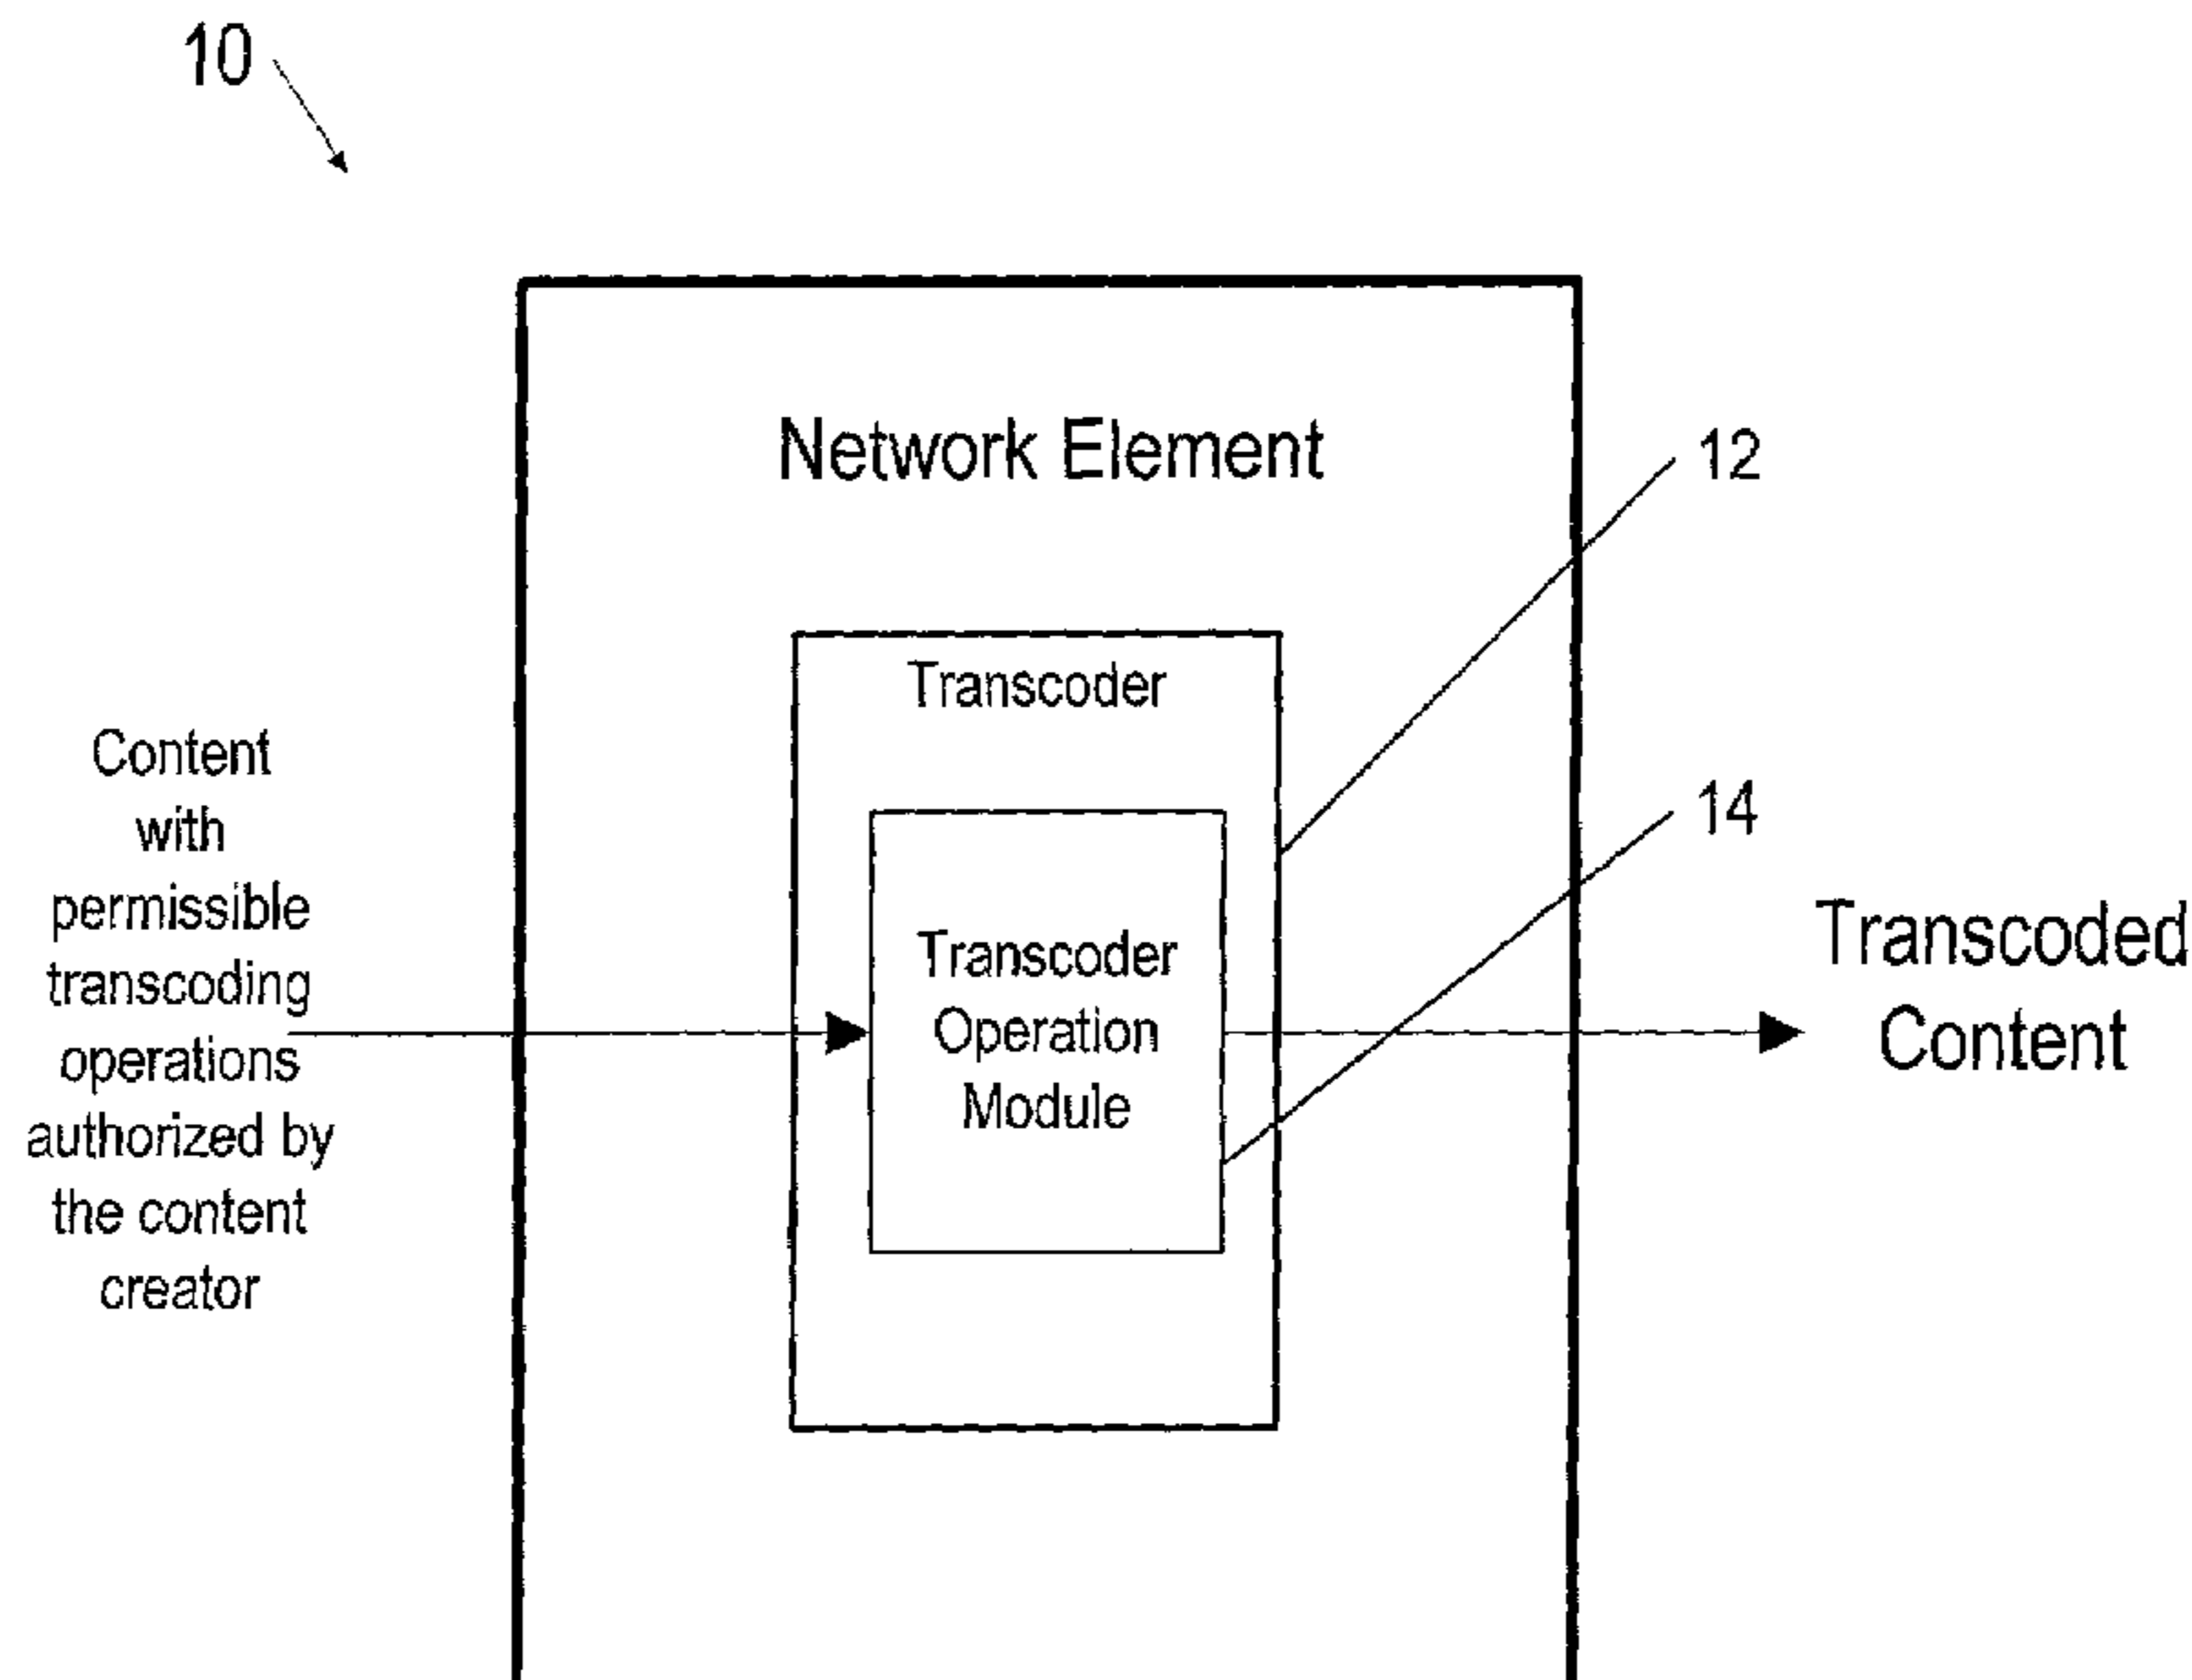 10
Network Element
12
Transcoder
14
Content
with
permissible
transcoding
operations
authorized by
the content
creator
Transcoder
Operation
Module
Transcoded
Content